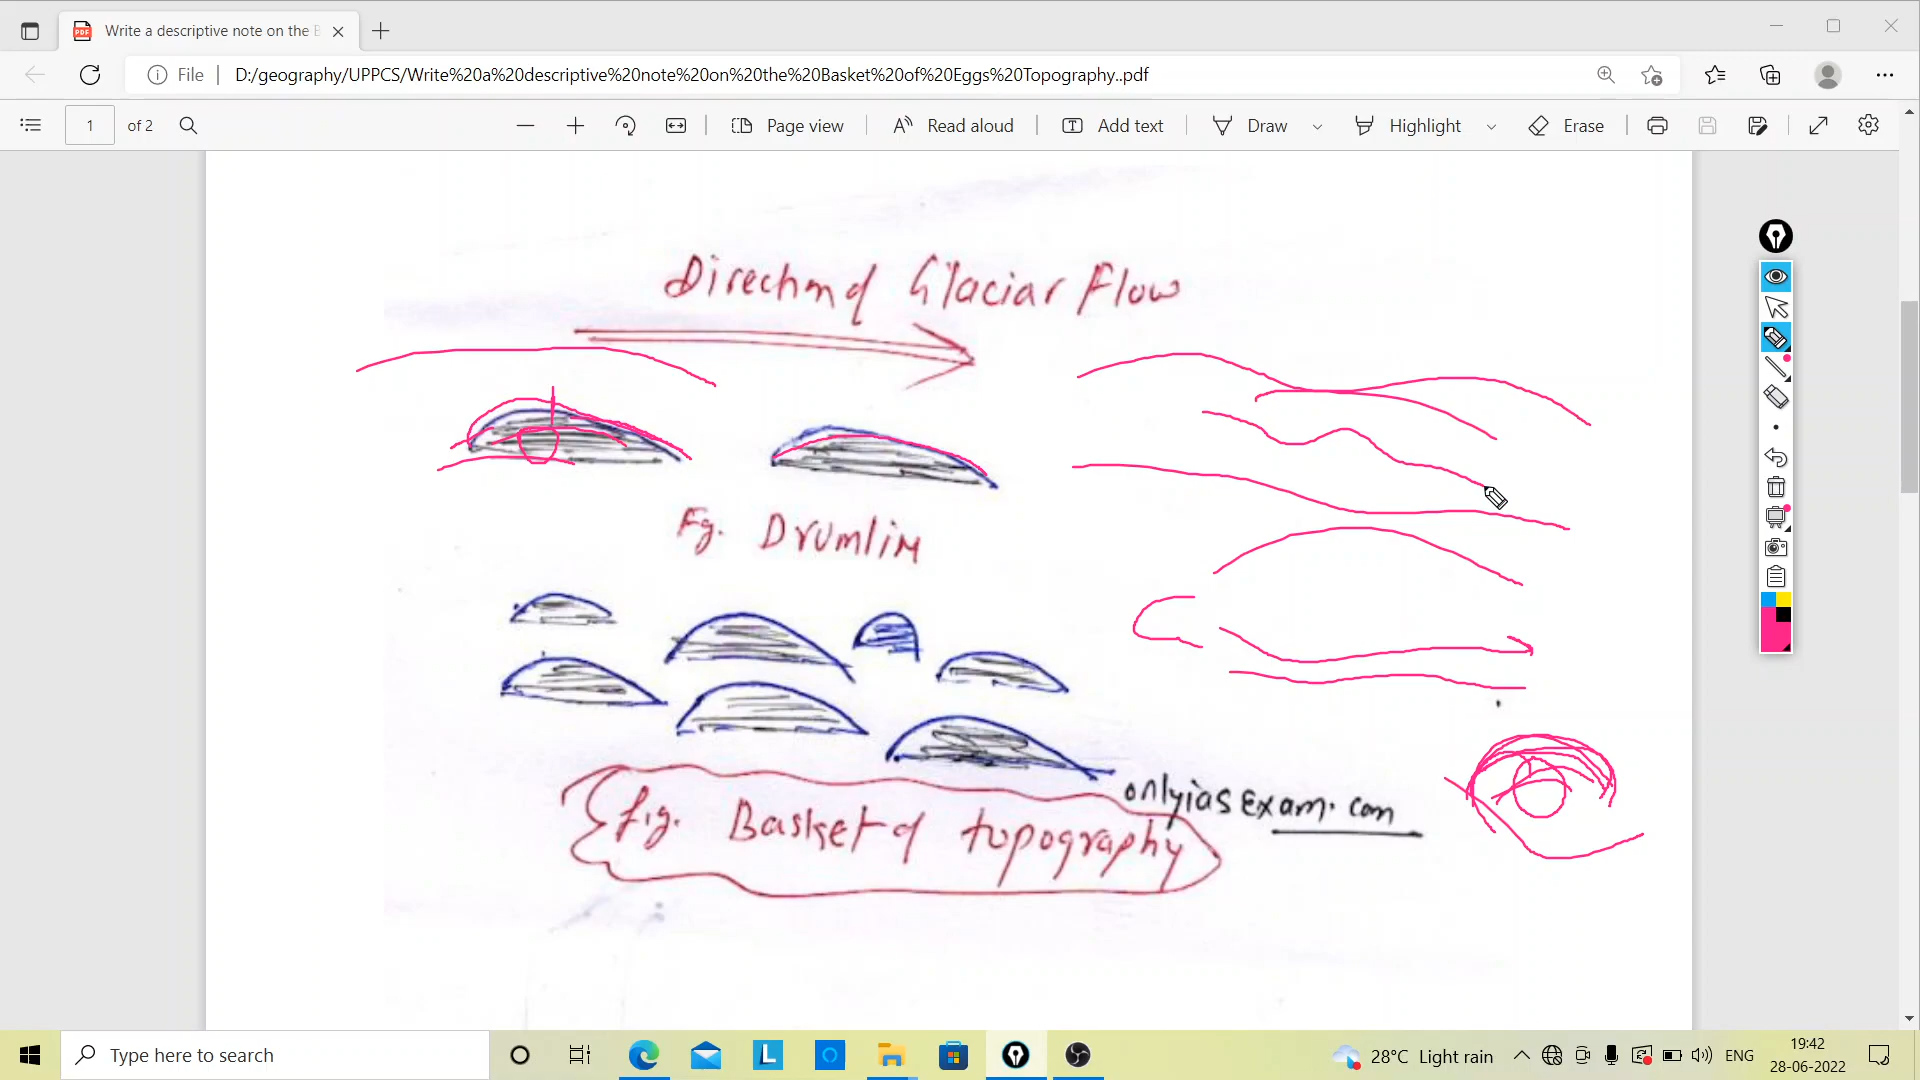 Write a descriptive note on the B
File
D:/geography/UPPCS/Write%20a%20descriptive%20note%20on%20the%20Basket%20of%20Eggs%20Topography..pdf
1 of 2
Page view
Read aloud
Add text
Draw
Highlight
Erase
Direction of Glaciar Flow
Fig. Drumlin
onlyiasExam.com
fig. Basket of topography
Type here to search
28°C Light rain
ENG
19:42
28-06-2022